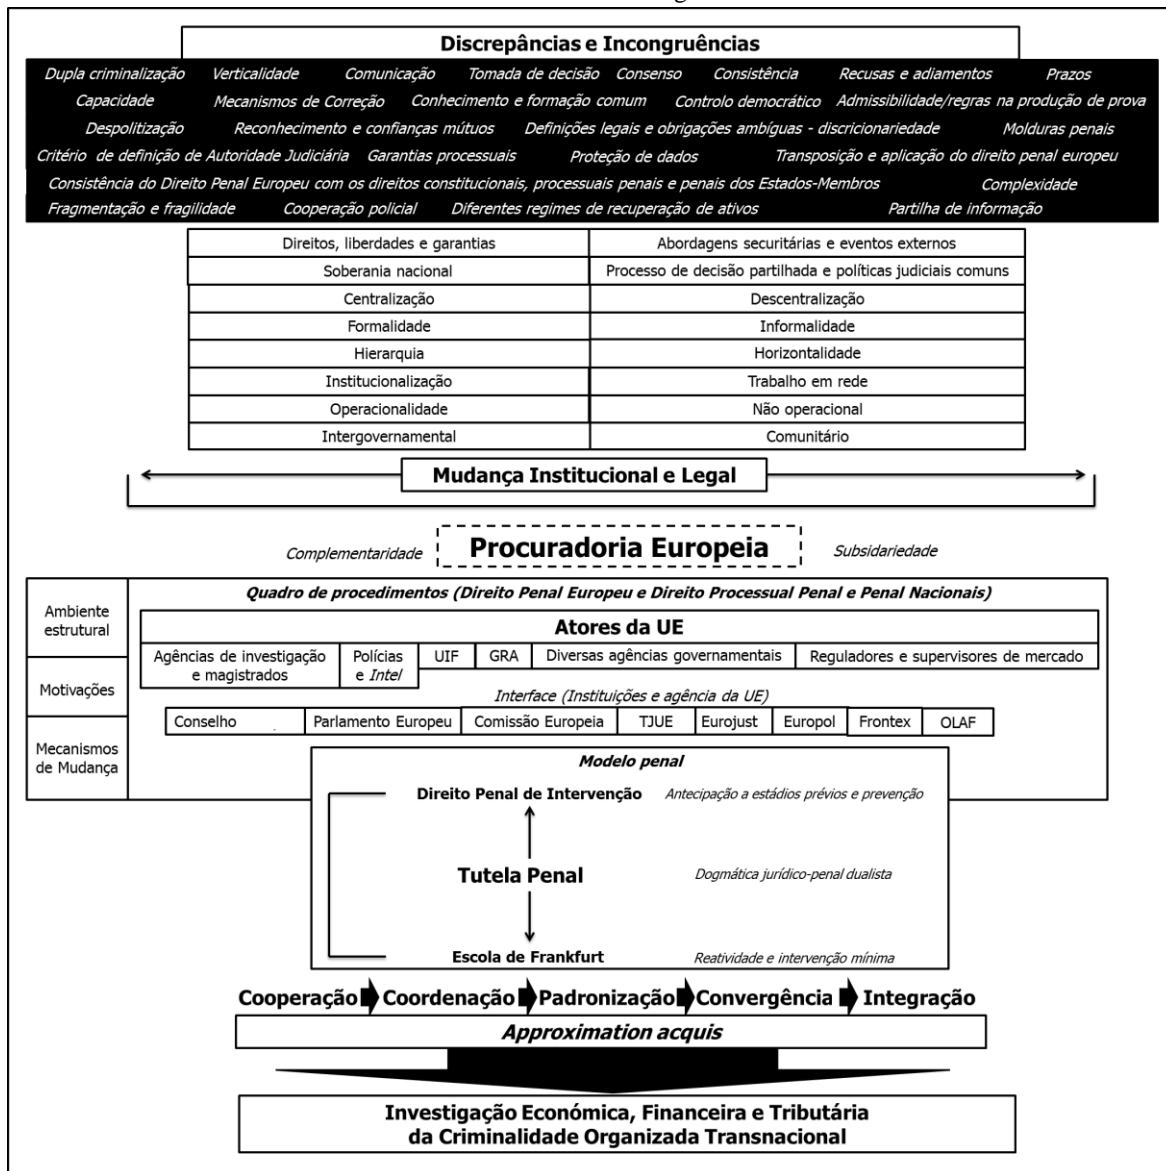 Discrepâncias e Incongruências
Dupla criminalização Verticalidade Comunicação Tomada de decisão Consenso Consistência Recusas e adiamentos Prazos
Capacidade Mecanismos de Correção Conhecimento e formação comum Controlo democrático Admissibilidade/regras na produção de prova
Despolitização Reconhecimento e confianças mútuos Definições legais e obrigações ambíguas - discricionariedade Molduras penais
Critério de definição de Autoridade Judiciária Garantias processuais Proteção de dados Transposição e aplicação do direito penal europeu
Consistência do Direito Penal Europeu com os direitos constitucionais, processuais penais e penais dos Estados-Membros Complexidade
Fragmentação e fragilidade Cooperação policial Diferentes regimes de recuperação de ativos Partilha de informação
Direitos, liberdades e garantias Abordagens securitárias e eventos externos
Soberania nacional Processo de decisão partilhada e políticas judiciais comuns
Centralização Descentralização
Formalidade Informalidade
Hierarquia Horizontalidade
Institucionalização Trabalho em rede
Operacionalidade Não operacional
Intergovernamental Comunitário
Mudança Institucional e Legal
Complementaridade Procuradoria Europeia Subsidariedade
Quadro de procedimentos (Direito Penal Europeu e Direito Processual Penal e Penal Nacionais)
Ambiente
estrutural
Motivações
Mecanismos
de Mudança
Atores da UE
Agências de investigação
e magistrados
Polícias
e Intel
UIF
GRA
Diversas agências governamentais
Reguladores e supervisores de mercado
Interface (Instituições e agência da UE)
Conselho . Parlamento Europeu Comissão Europeia TJUE Eurojust Europol Frontex OLAF
Modelo penal
Direito Penal de Intervenção Antecipação a estádios prévios e prevenção
Tutela Penal Dogmática jurídico-penal dualista
Escola de Frankfurt Reatividade e intervenção mínima
Cooperação Coordenação Padronização Convergência Integração
Approximation acquis
Investigação Económica, Financeira e Tributária
da Criminalidade Organizada Transnacional